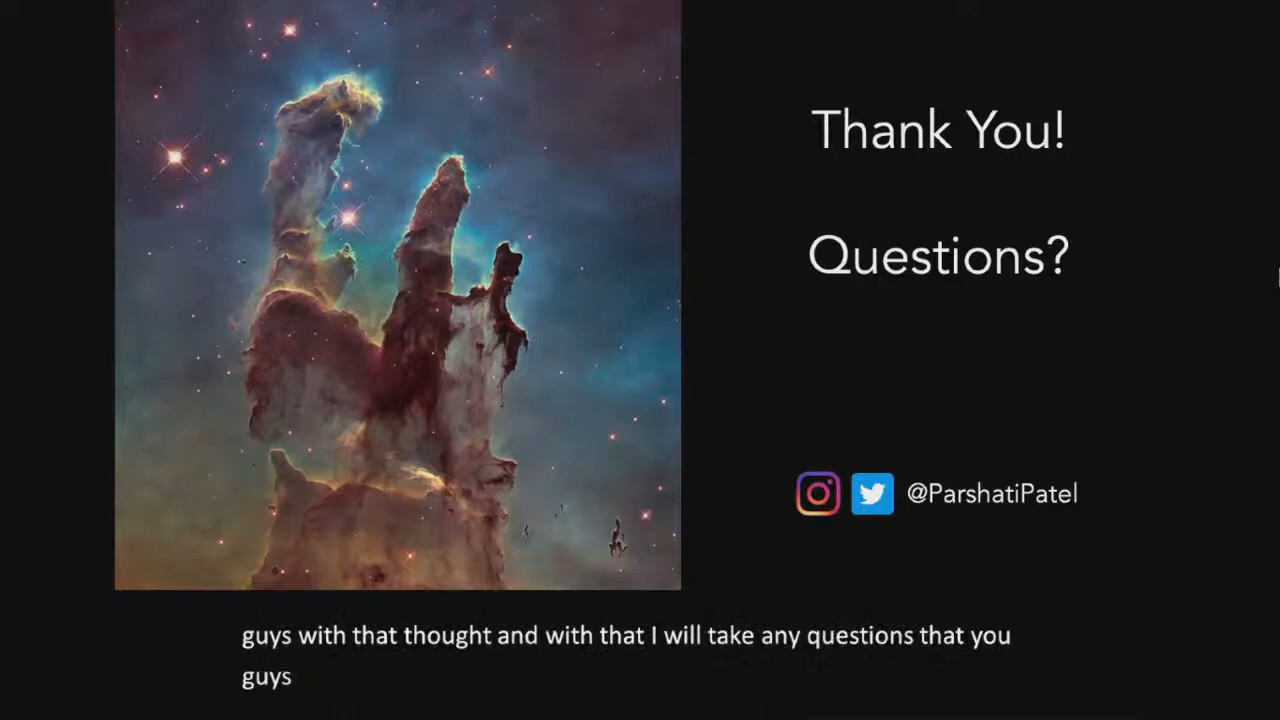 Thank You!
Questions?
@ParshatiPatel
guys with that thought and with that I will take any questions that you
guys